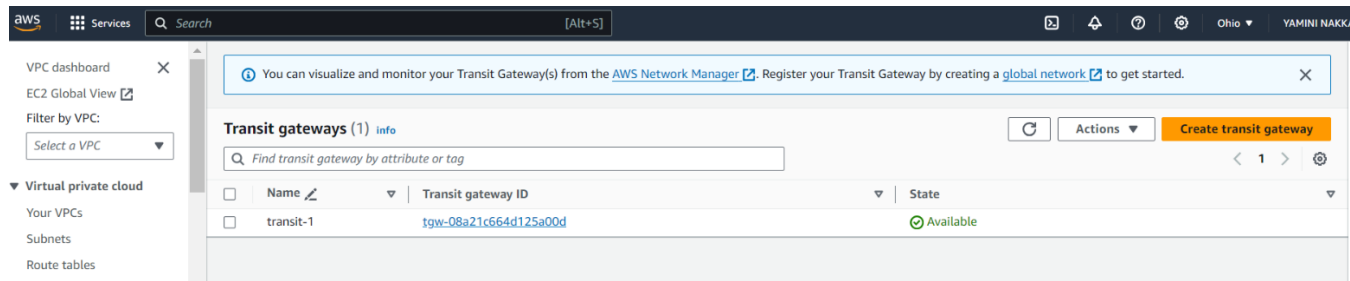 aws Services Search [Alt+S] Ohio YAMINI NAKKA
VPC dashboard
EC2 Global View
Filter by VPC:
Select a VPC
Virtual private cloud
Your VPCs
Subnets
Route tables
You can visualize and monitor your Transit Gateway(s) from the AWS Network Manager. Register your Transit Gateway by creating a global network to get started.
Transit gateways (1) info Actions Create transit gateway
Find transit gateway by attribute or tag 1
Name Transit gateway ID State
transit-1 tgw-08a21c664d125a00d Available